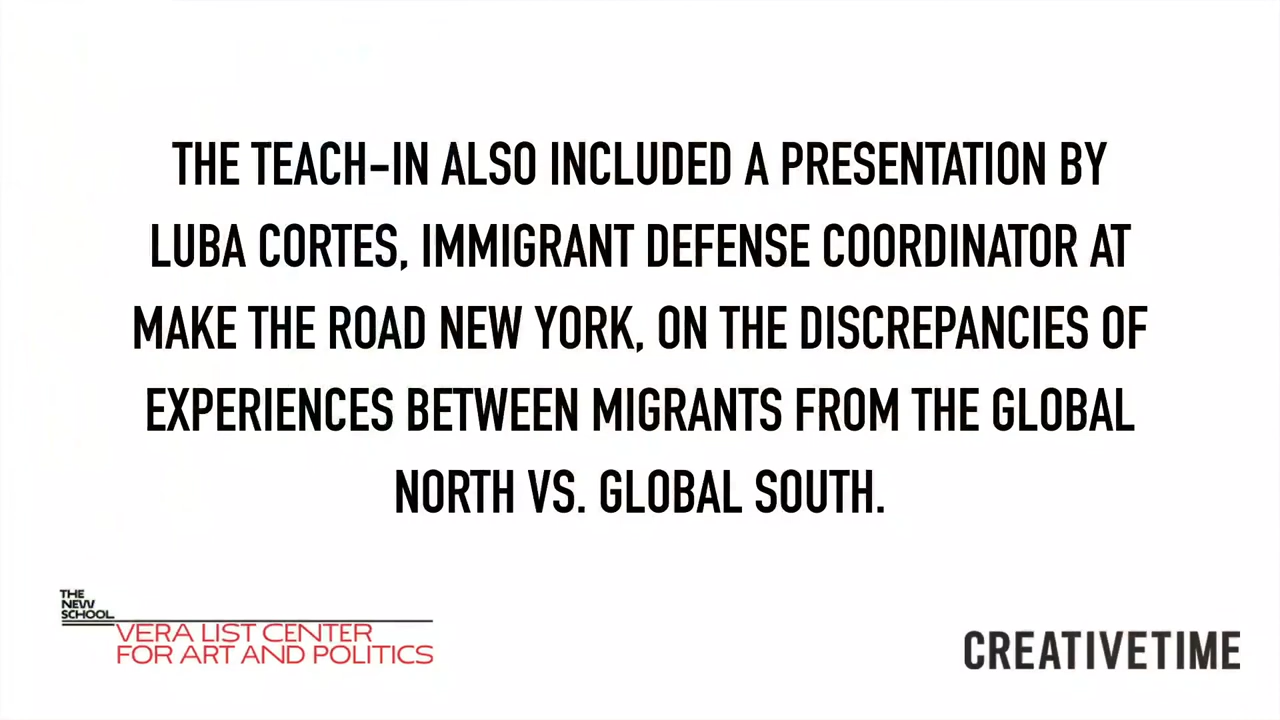 THE TEACH-IN ALSO INCLUDED A PRESENTATION BY
LUBA CORTES, IMMIGRANT DEFENSE COORDINATOR AT
MAKE THE ROAD NEW YORK, ON THE DISCREPANCIES OF
EXPERIENCES BETWEEN MIGRANTS FROM THE GLOBAL
NORTH VS. GLOBAL SOUTH.
THE
NEW
SCHOOL
VERA LIST CENTER
FOR ART AND POLITICS
CREATIVETIME